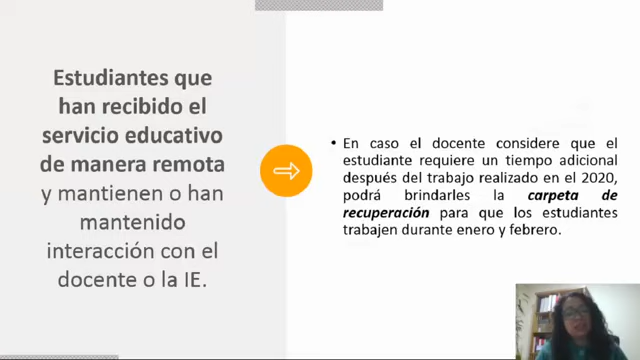 Estudiantes que
han recibido el
servicio educativo
de manera remota
y mantienen o han
mantenido
interacción con el
docente o la IE.
• En caso el docente considere que el
estudiante requiere un tiempo adicional
después del trabajo realizado en el 2020,
podrá brindarles la carpeta de
recuperación para que los estudiantes
trabajen durante enero y febrero.